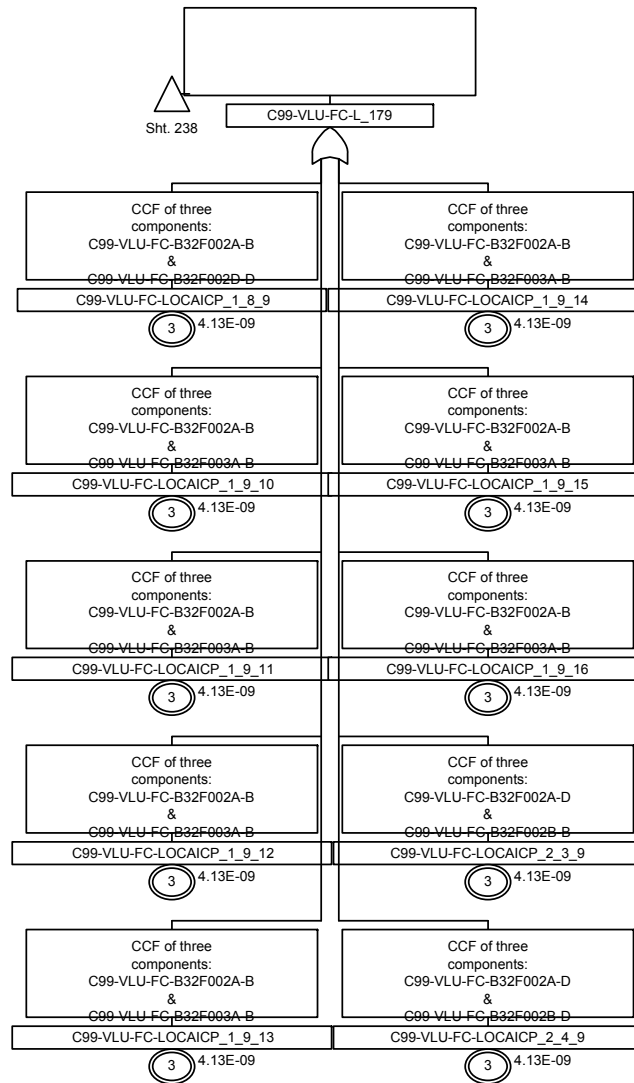 C99-VLU-FC-L_179
Sht. 238
CCF of three
components:
C99-VLU-FC-B32F002A-B
&
C99-VLU-FC-B32F002D-D
C99-VLU-FC-LOCAICP_1_8_9
3
4.13E-09
CCF of three
components:
C99-VLU-FC-B32F002A-B
&
C99-VLU-FC-B32F003A-B
C99-VLU-FC-LOCAICP_1_9_14
3
4.13E-09
CCF of three
components:
C99-VLU-FC-B32F002A-B
&
C99-VLU-FC-B32F003A-B
C99-VLU-FC-LOCAICP_1_9_10
3
4.13E-09
CCF of three
components:
C99-VLU-FC-B32F002A-B
&
C99-VLU-FC-B32F003A-B
C99-VLU-FC-LOCAICP_1_9_15
3
4.13E-09
CCF of three
components:
C99-VLU-FC-B32F002A-B
&
C99-VLU-FC-B32F003A-B
C99-VLU-FC-LOCAICP_1_9_11
3
4.13E-09
CCF of three
components:
C99-VLU-FC-B32F002A-B
&
C99-VLU-FC-B32F003A-B
C99-VLU-FC-LOCAICP_1_9_16
3
4.13E-09
CCF of three
components:
C99-VLU-FC-B32F002A-B
&
C99-VLU-FC-B32F003A-B
C99-VLU-FC-LOCAICP_1_9_12
3
4.13E-09
CCF of three
components:
C99-VLU-FC-B32F002A-D
&
C99-VLU-FC-B32F002B-B
C99-VLU-FC-LOCAICP_2_3_9
3
4.13E-09
CCF of three
components:
C99-VLU-FC-B32F002A-B
&
C99-VLU-FC-B32F003A-B
C99-VLU-FC-LOCAICP_1_9_13
3
4.13E-09
CCF of three
components:
C99-VLU-FC-B32F002A-D
&
C99-VLU-FC-B32F002B-D
C99-VLU-FC-LOCAICP_2_4_9
3
4.13E-09